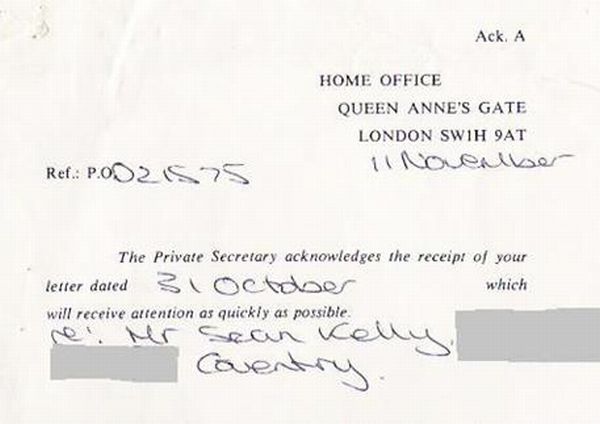 Ack. A
HOME OFFICE
QUEEN ANNE'S GATE
LONDON SW1H 9AT
11 November
Ref.: P.O. 021575
The Private Secretary acknowledges the receipt of your
letter dated 31 October which
will receive attention as quickly as possible.
re: Mr Sean Kelly,
Coventry.